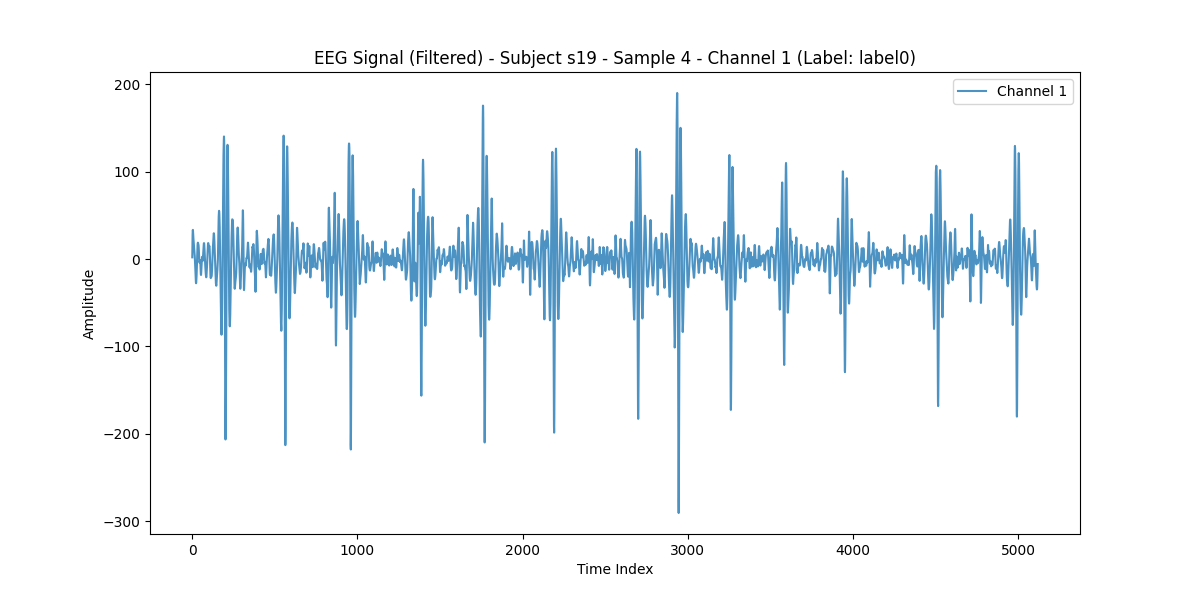 EEG Signal (Filtered) - Subject s19 - Sample 4 - Channel 1 (Label: label0)
Channel 1
200
100
0
−100
−200
−300
Amplitude
0 1000 2000 3000 4000 5000
Time Index